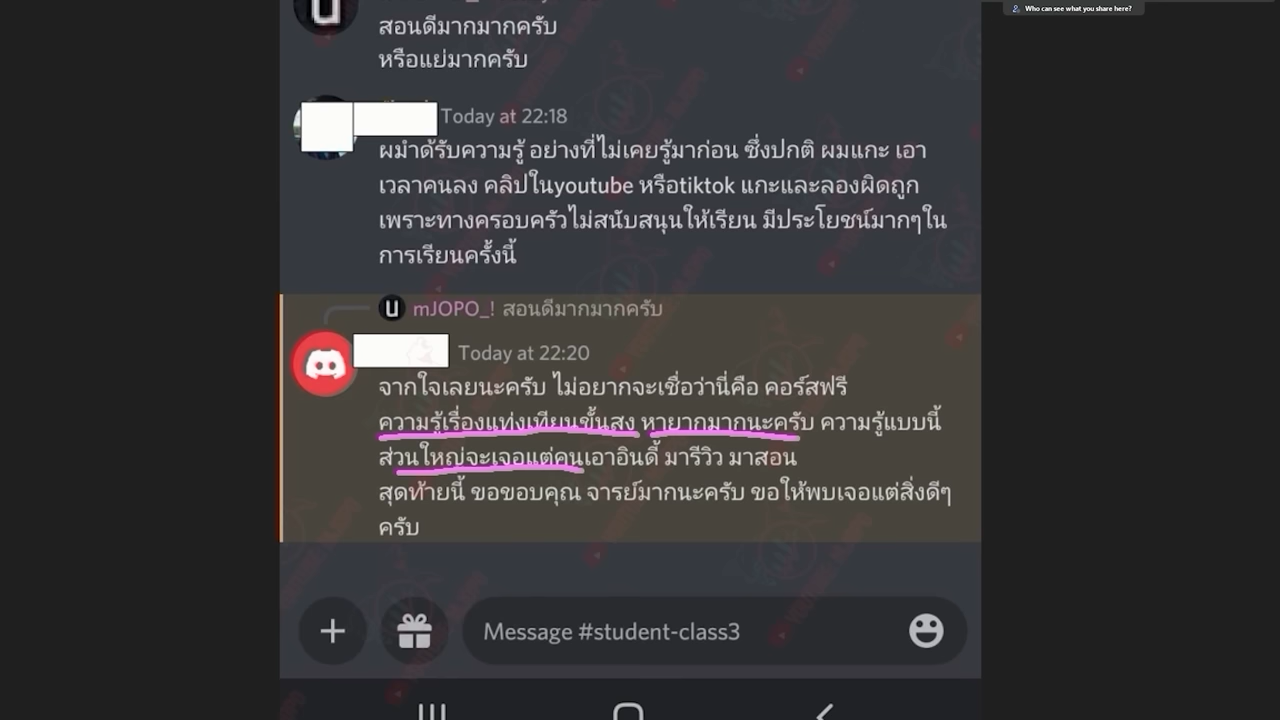 Who can see what you share here?
สอนดีมากมากครับ
หรือแย่มากครับ
Today at 22:18
ผมำด้รับความรู้ อย่างที่ไม่เคยรู้มาก่อน ซึ่งปกติ ผมแกะ เอา
เวลาคนลง คลิปในyoutube หรือtiktok แกะและลองผิดถูก
เพราะทางครอบครัวไม่สนับสนุนให้เรียน มีประโยชน์มากๆใน
การเรียนครั้งนี้
mJOPO_! สอนดีมากมากครับ
Today at 22:20
จากใจเลยนะครับ ไม่อยากจะเชื่อว่านี่คือ คอร์สฟรี
ความรู้เรื่องแท่งเทียนขั้นสูง หายากมากนะครับ ความรู้แบบนี้
ส่วนใหญ่จะเจอแต่คนเอาอินดี้ มารีวิว มาสอน
สุดท้ายนี้ ขอขอบคุณ จารย์มากนะครับ ขอให้พบเจอแต่สิ่งดีๆ
ครับ
Message #student-class3